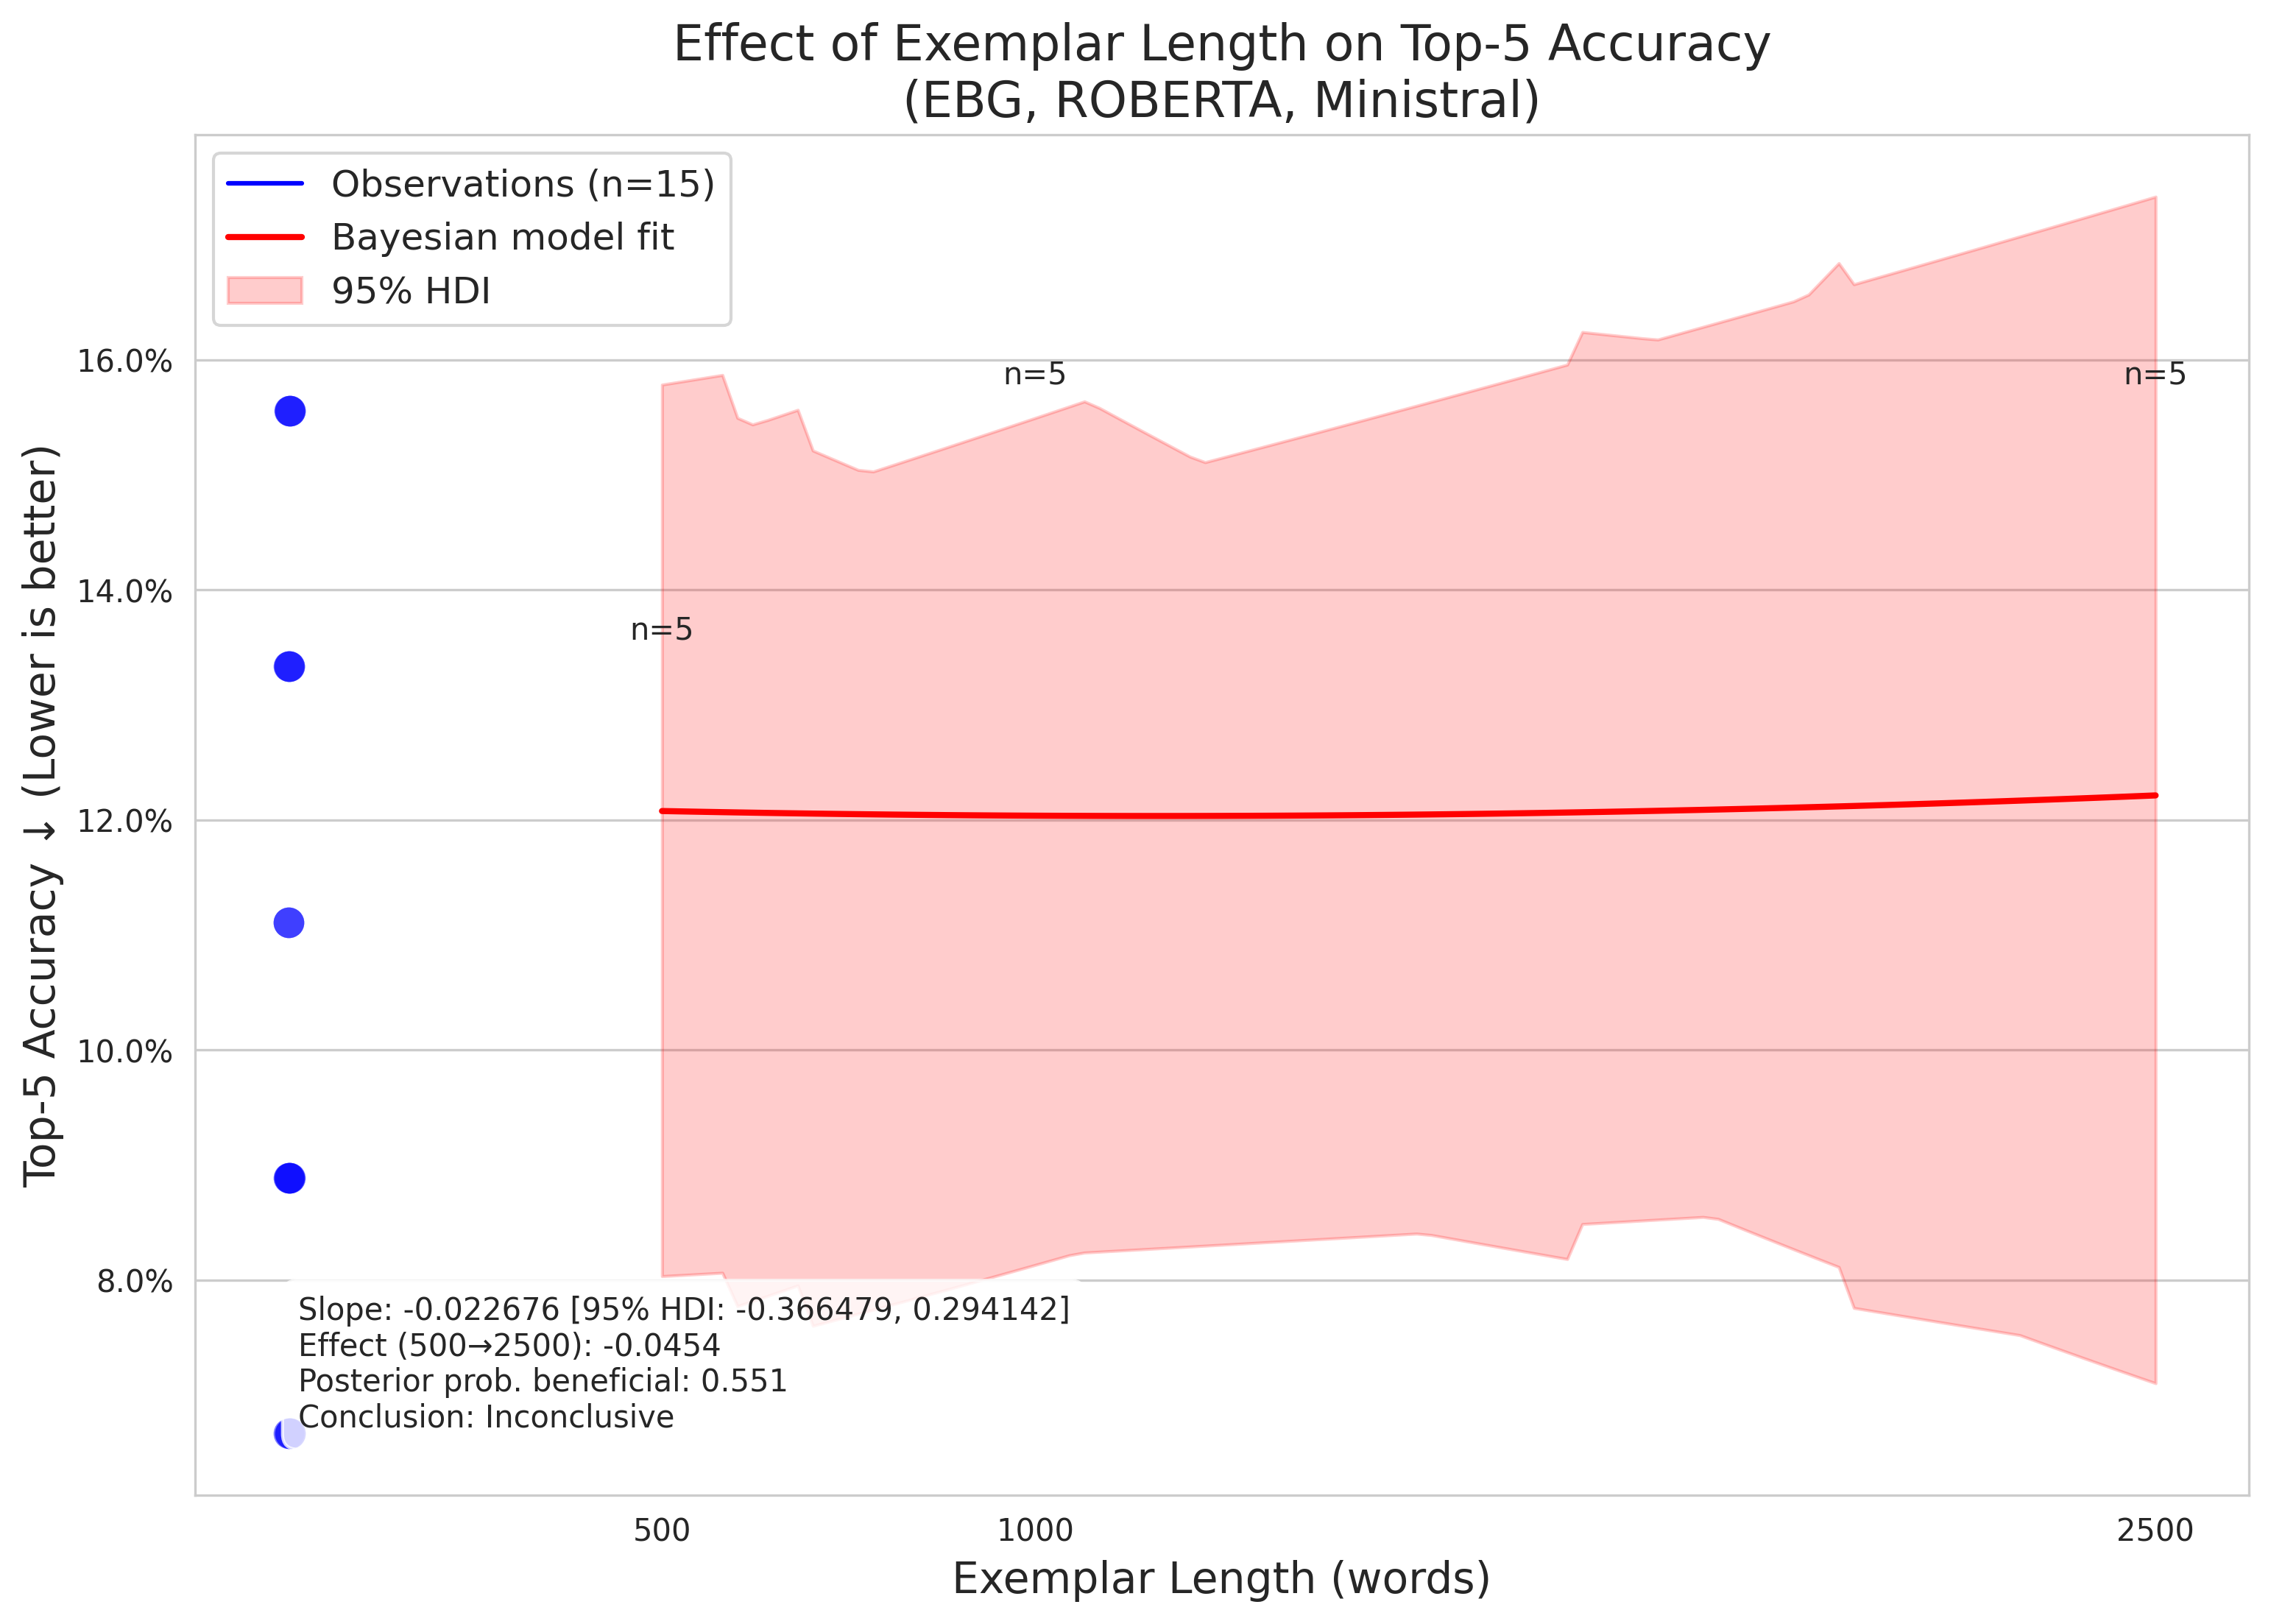 Effect of Exemplar Length on Top-5 Accuracy
(EBG, ROBERTA, Ministral)
Observations (n=15)
Bayesian model fit
95% HDI
Top-5 Accuracy ↓ (Lower is better)
16.0%
14.0%
12.0%
10.0%
8.0%
n=5
n=5
n=5
Slope: -0.022676 [95% HDI: -0.366479, 0.294142]
Effect (500→2500): -0.0454
Posterior prob. beneficial: 0.551
Conclusion: Inconclusive
500
1000
2500
Exemplar Length (words)